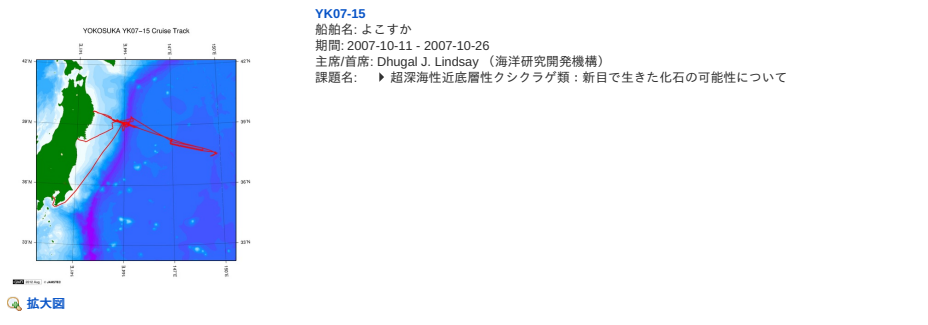 YK07-15
船舶名: よこすか
期間: 2007-10-11 - 2007-10-26
主席/首席: Dhugal J. Lindsay （海洋研究開発機構）
課題名: 超深海性近底層性クシクラゲ類：新目で生きた化石の可能性について
YOKOSUKA YK07-15 Cruise Track
拡大図